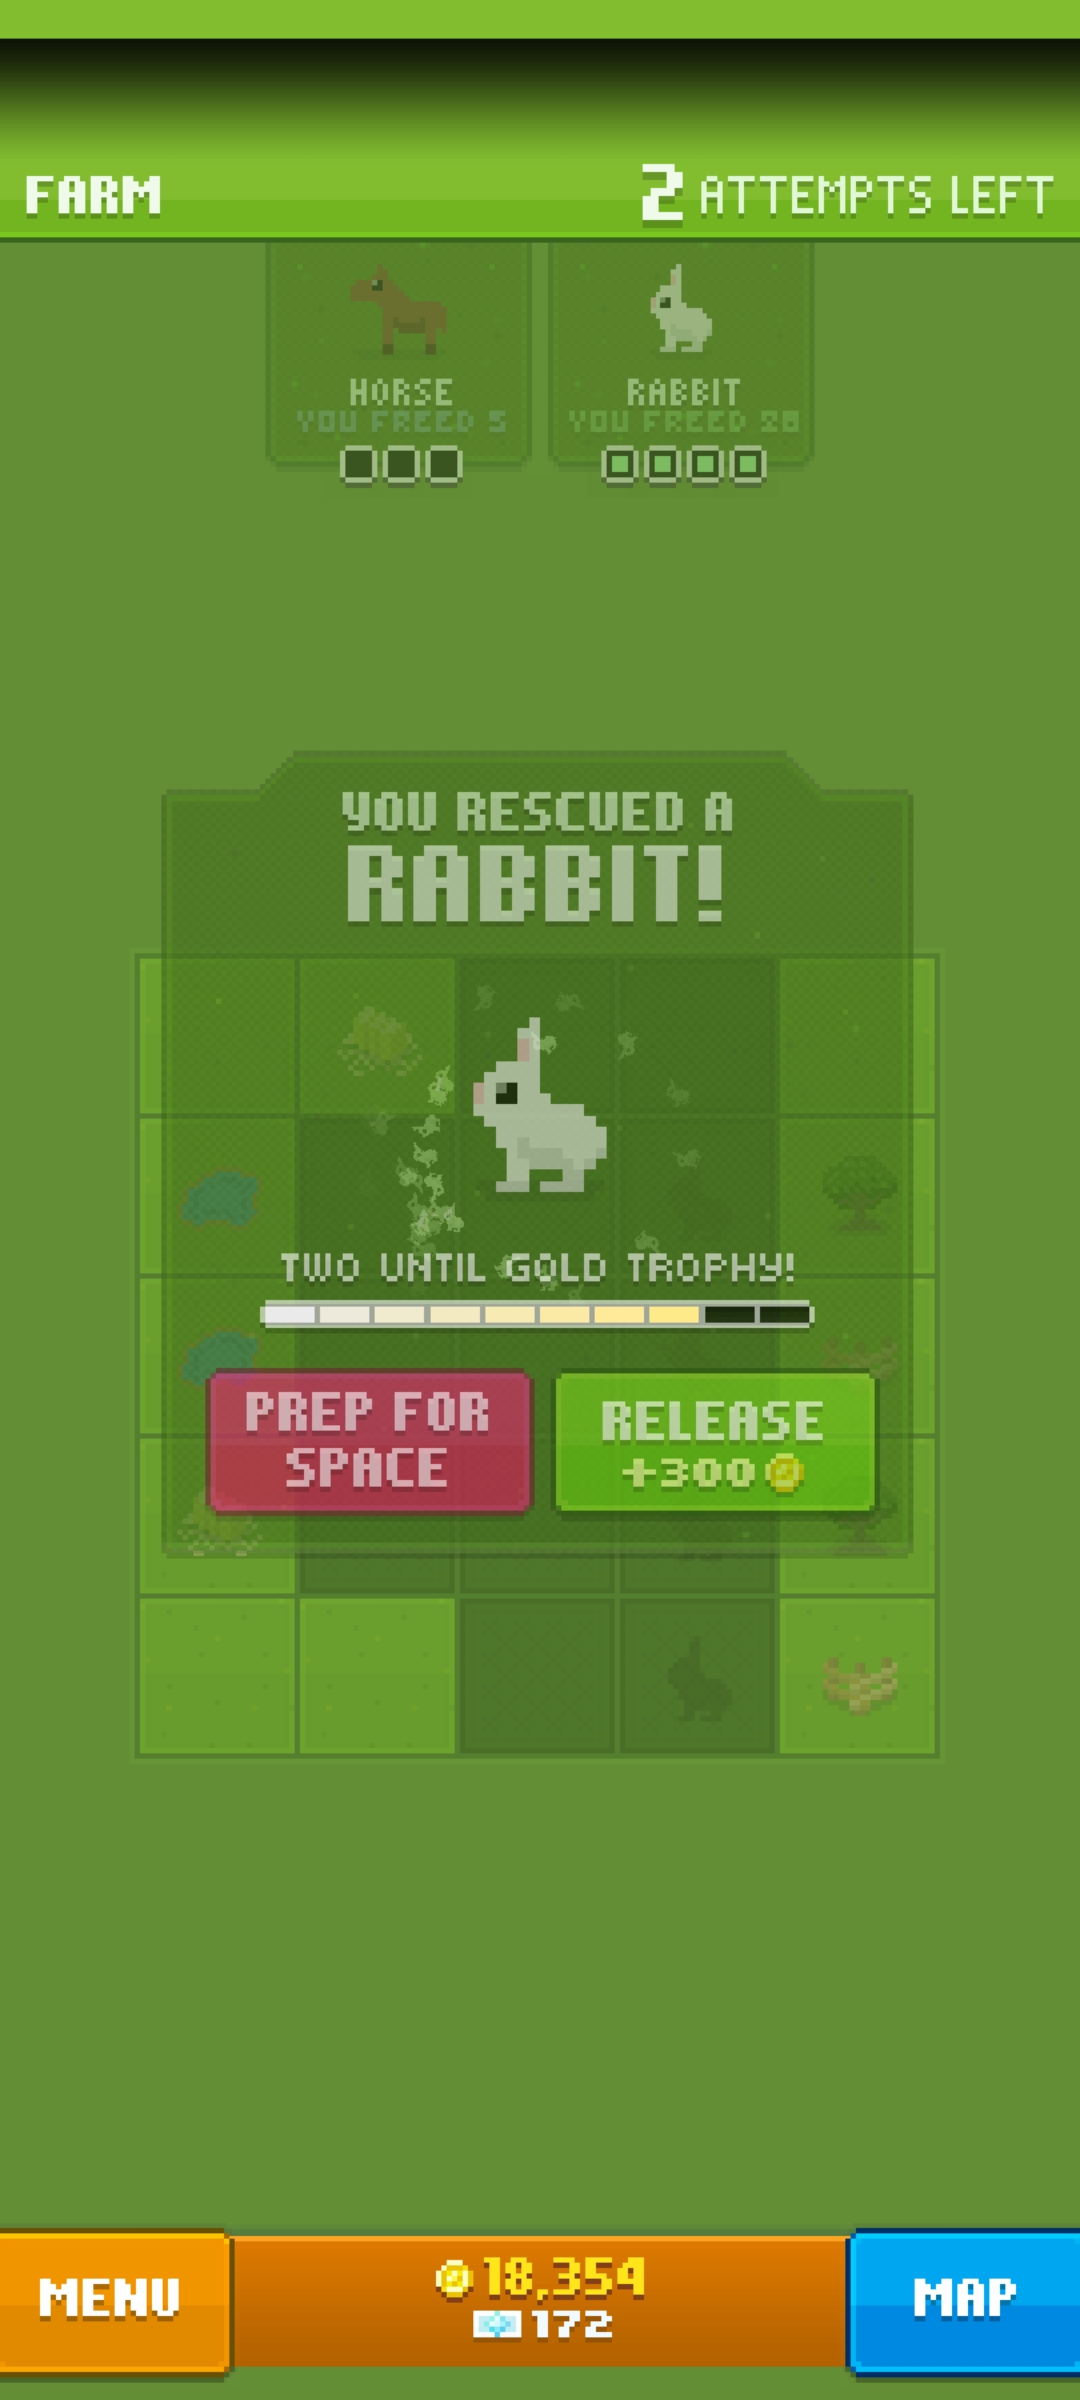 FARM
2 ATTEMPTS LEFT
HORSE
YOU FREED 5
RABBIT
YOU FREED 28
YOU RESCUED A
RABBIT!
TWO UNTIL GOLD TROPHY!
PREP FOR
SPACE
RELEASE
+300
MENU
18,354
172
MAP